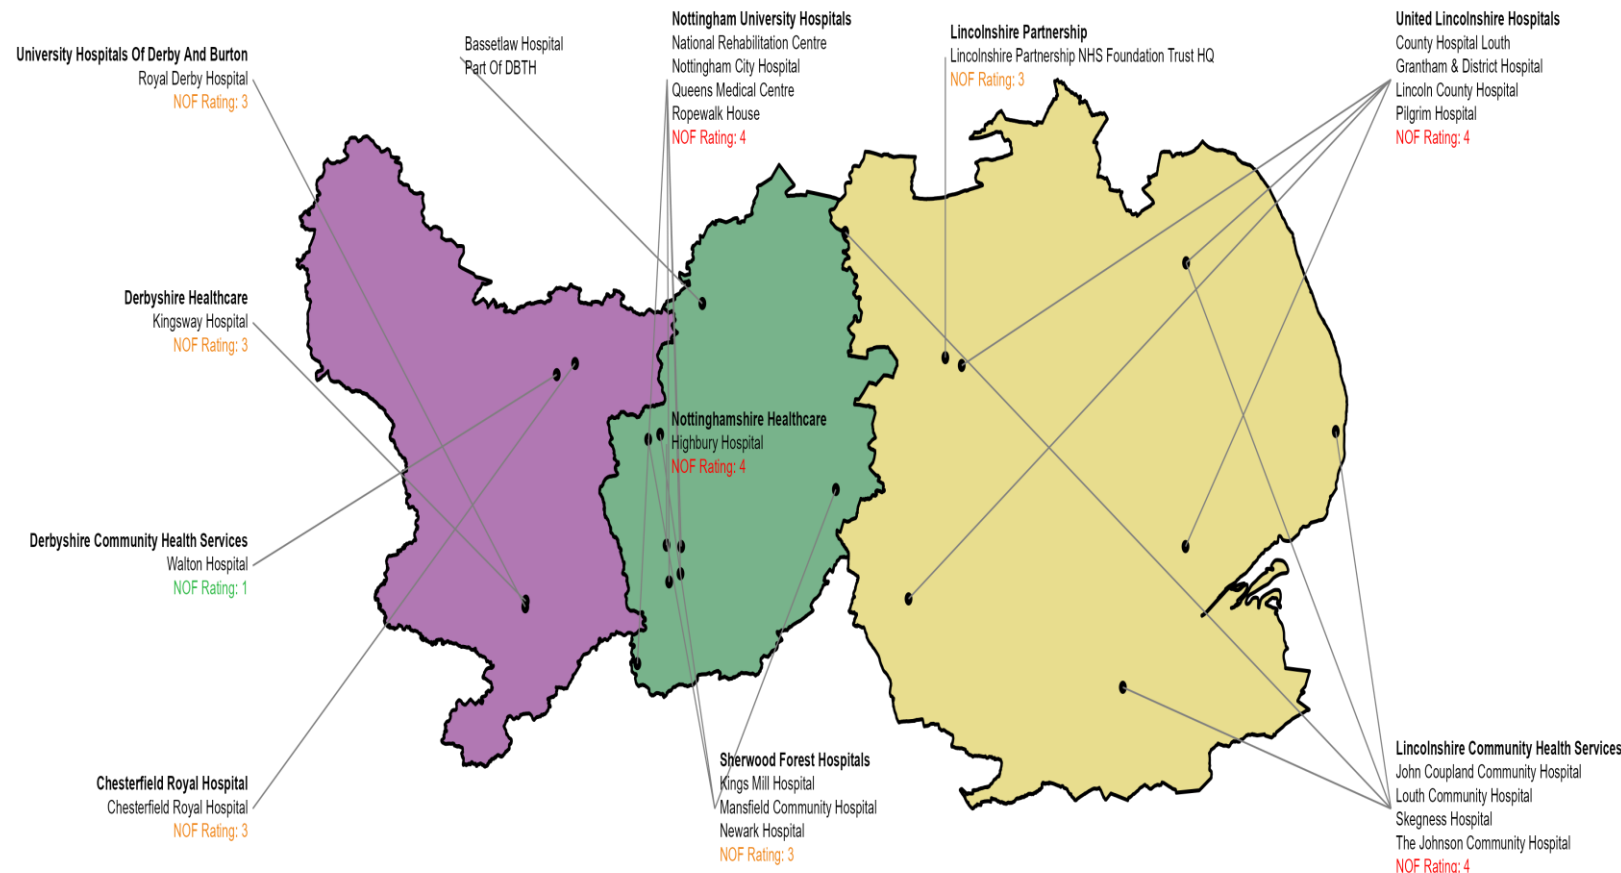 University Hospitals Of Derby And Burton
Royal Derby Hospital
NOF Rating: 3
Bassetlaw Hospital
Part Of DBTH
Nottingham University Hospitals
National Rehabilitation Centre
Nottingham City Hospital
Queens Medical Centre
Ropewalk House
NOF Rating: 4
Lincolnshire Partnership
Lincolnshire Partnership NHS Foundation Trust HQ
NOF Rating: 3
United Lincolnshire Hospitals
County Hospital Louth
Grantham & District Hospital
Lincoln County Hospital
Pilgrim Hospital
NOF Rating: 4
Derbyshire Healthcare
Kingsway Hospital
NOF Rating: 3
Nottinghamshire Healthcare
Highbury Hospital
NOF Rating: 4
Derbyshire Community Health Services
Walton Hospital
NOF Rating: 1
Chesterfield Royal Hospital
Chesterfield Royal Hospital
NOF Rating: 3
Sherwood Forest Hospitals
Kings Mill Hospital
Mansfield Community Hospital
Newark Hospital
NOF Rating: 3
Lincolnshire Community Health Services
John Coupland Community Hospital
Louth Community Hospital
Skegness Hospital
The Johnson Community Hospital
NOF Rating: 4